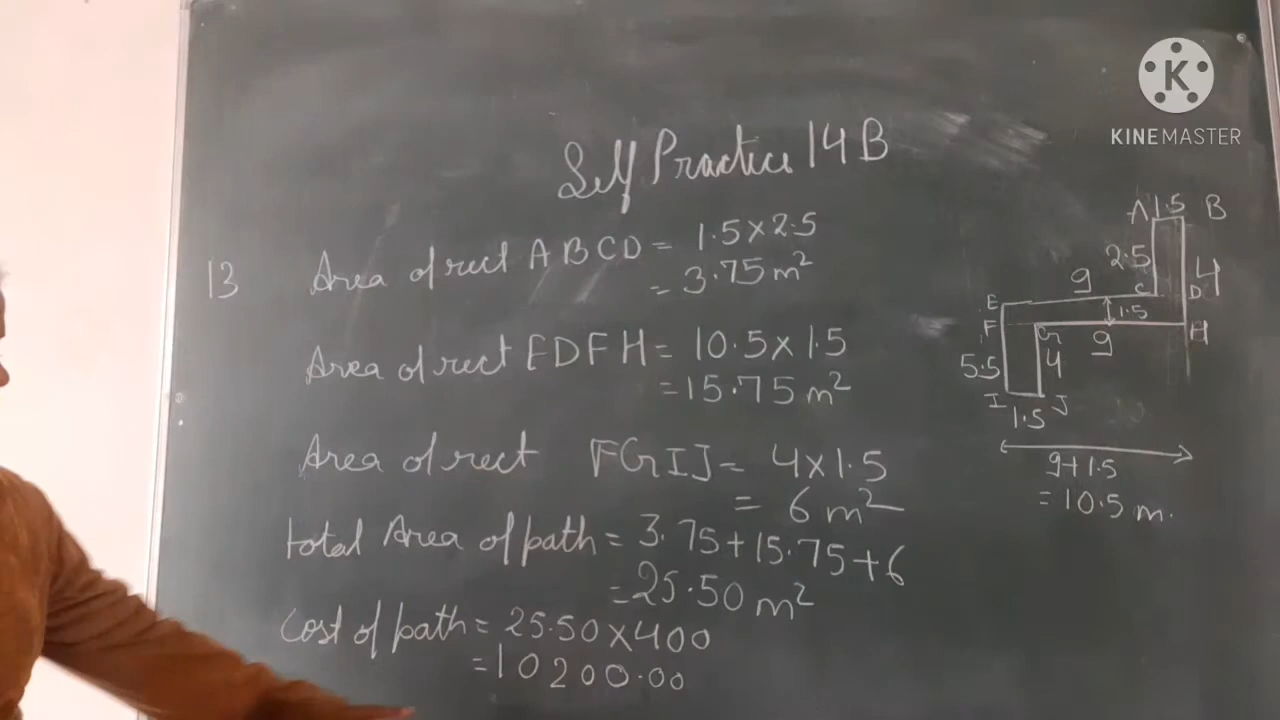 KINEMASTER
Self Practice 14B
13 Area of rect ABCD = 1.5×2.5
= 3.75 m²
Area of rect EDFH = 10.5×1.5
= 15.75 m²
Area of rect FGIJ = 4×1.5
= 6 m²
total Area of path = 3.75+15.75+6
= 25.50 m²
Cost of path = 25.50×400
= 10200.00
A 1.5 B
2.5
4
9 C D
E
1.5
F G H
9
5.5 4
I J
1.5
9+1.5
= 10.5 m.